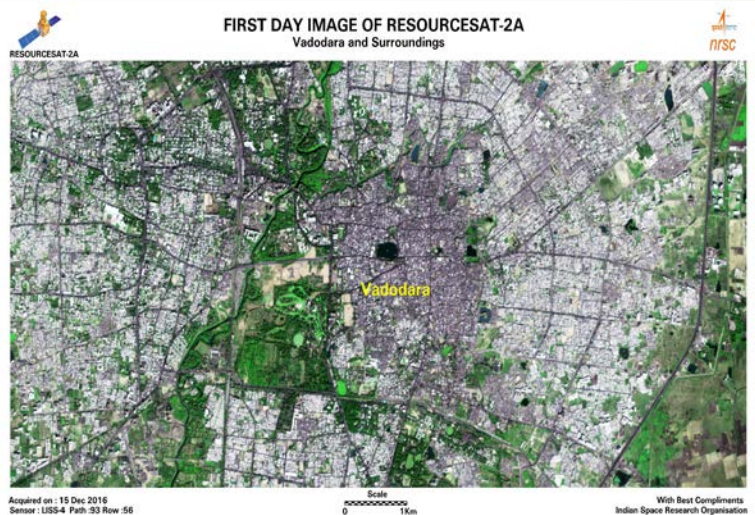 FIRST DAY IMAGE OF RESOURCESAT-2A
Vadodara and Surroundings
RESOURCESAT-2A
nrsc
Vadodara
Acquired on : 15 Dec 2016
Sensor : LISS-4 Path :93 Row :56
Scale
0 1Km
With Best Compliments
Indian Space Research Organisation